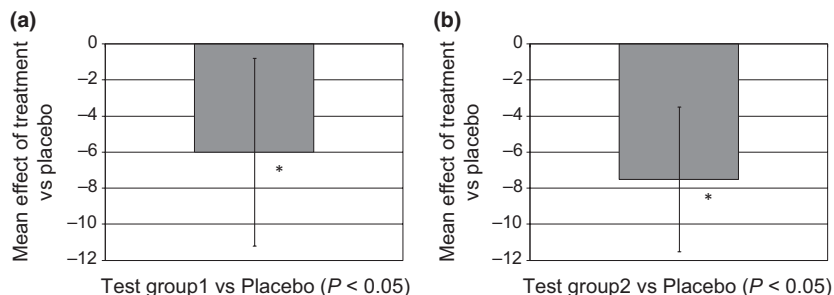 (a)
Mean effect of treatment
vs placebo
0
−2
−4
−6
−8
−10
−12
*
Test group1 vs Placebo (P < 0.05)
(b)
Mean effect of treatment
vs placebo
0
−2
−4
−6
−8
−10
−12
*
Test group2 vs Placebo (P < 0.05)